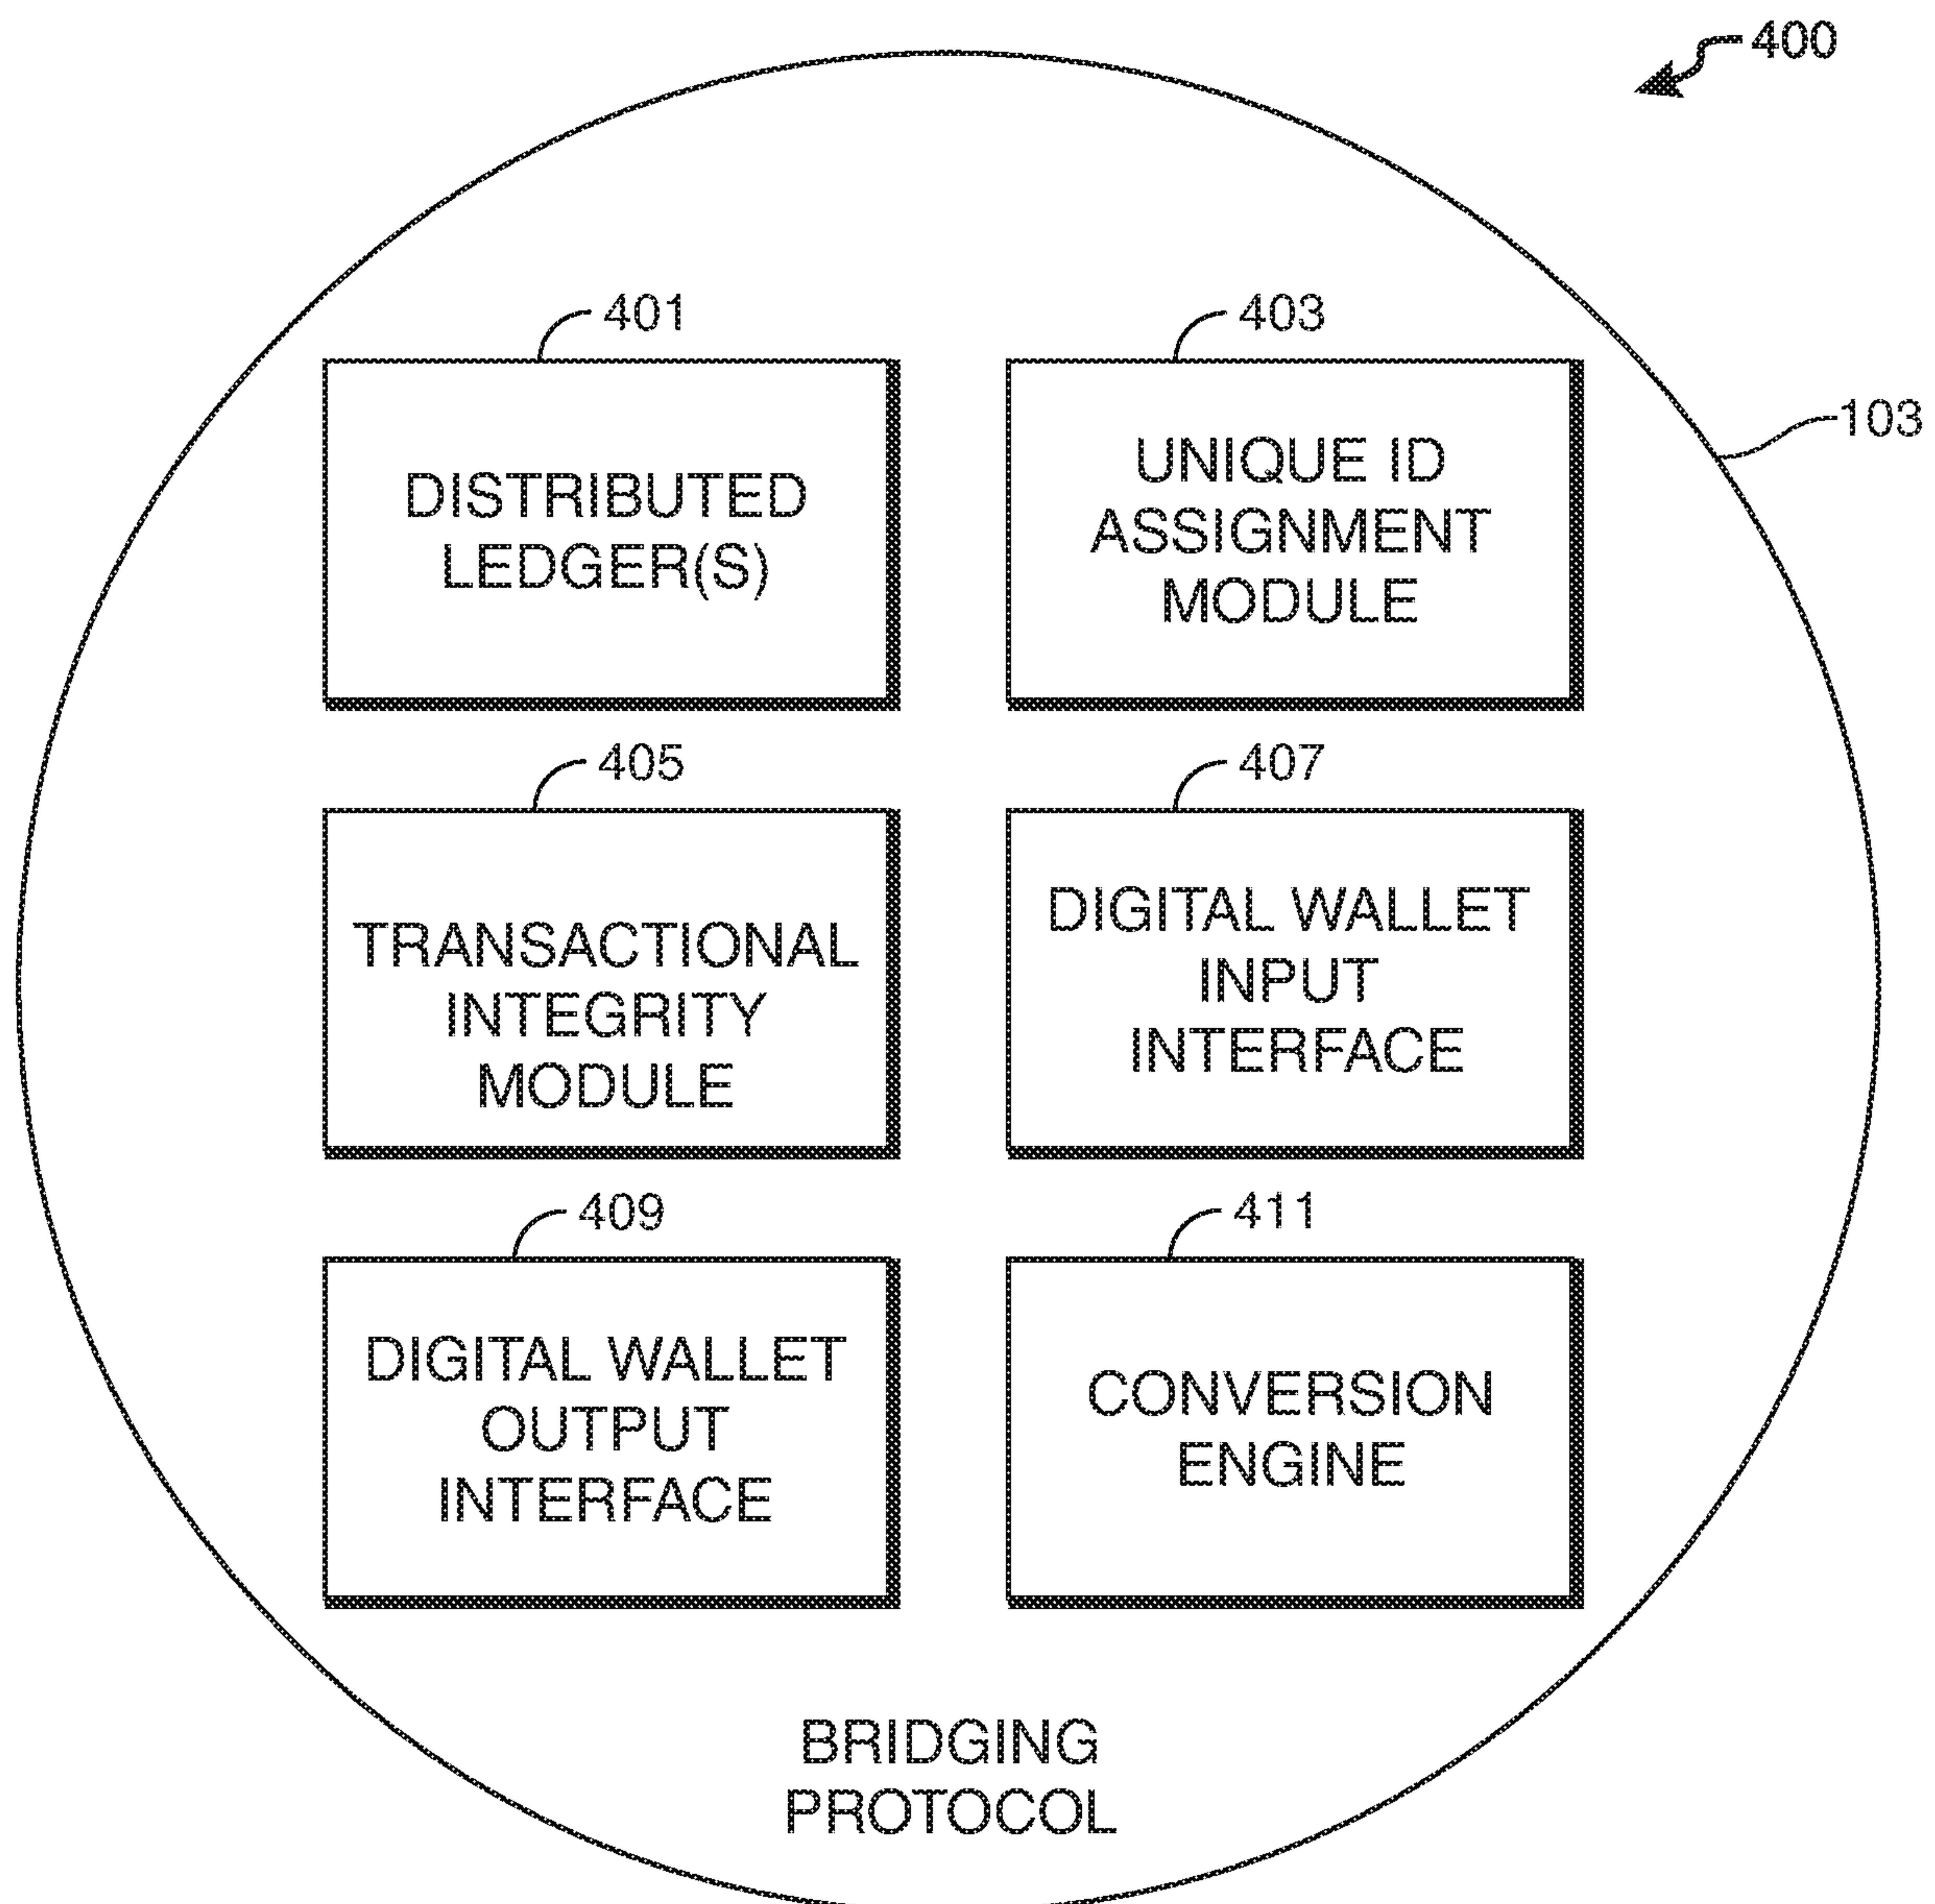 400
401
403
103
DISTRIBUTED
LEDGER(S)
UNIQUE ID
ASSIGNMENT
MODULE
405
407
TRANSACTIONAL
INTEGRITY
MODULE
DIGITAL WALLET
INPUT
INTERFACE
409
411
DIGITAL WALLET
OUTPUT
INTERFACE
CONVERSION
ENGINE
BRIDGING
PROTOCOL